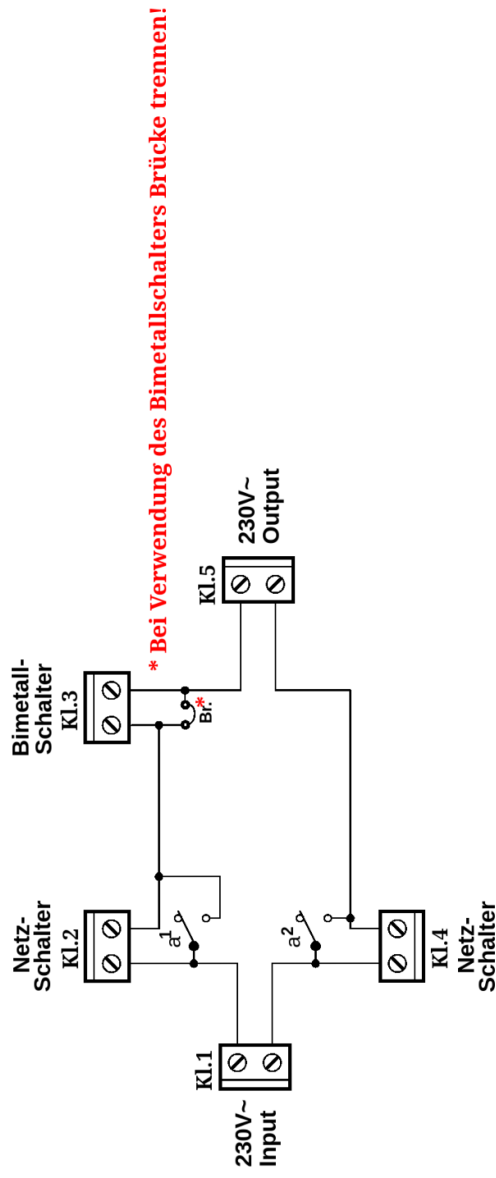 * Bei Verwendung des Bimetallschalters Brücke trennen!
Netz-
Schalter
Kl.2
Bimetall-
Schalter
Kl.3
a1
Br.*
230V~
Input
Kl.1
Kl.5
230V~
Output
a2
Kl.4
Netz-
Schalter